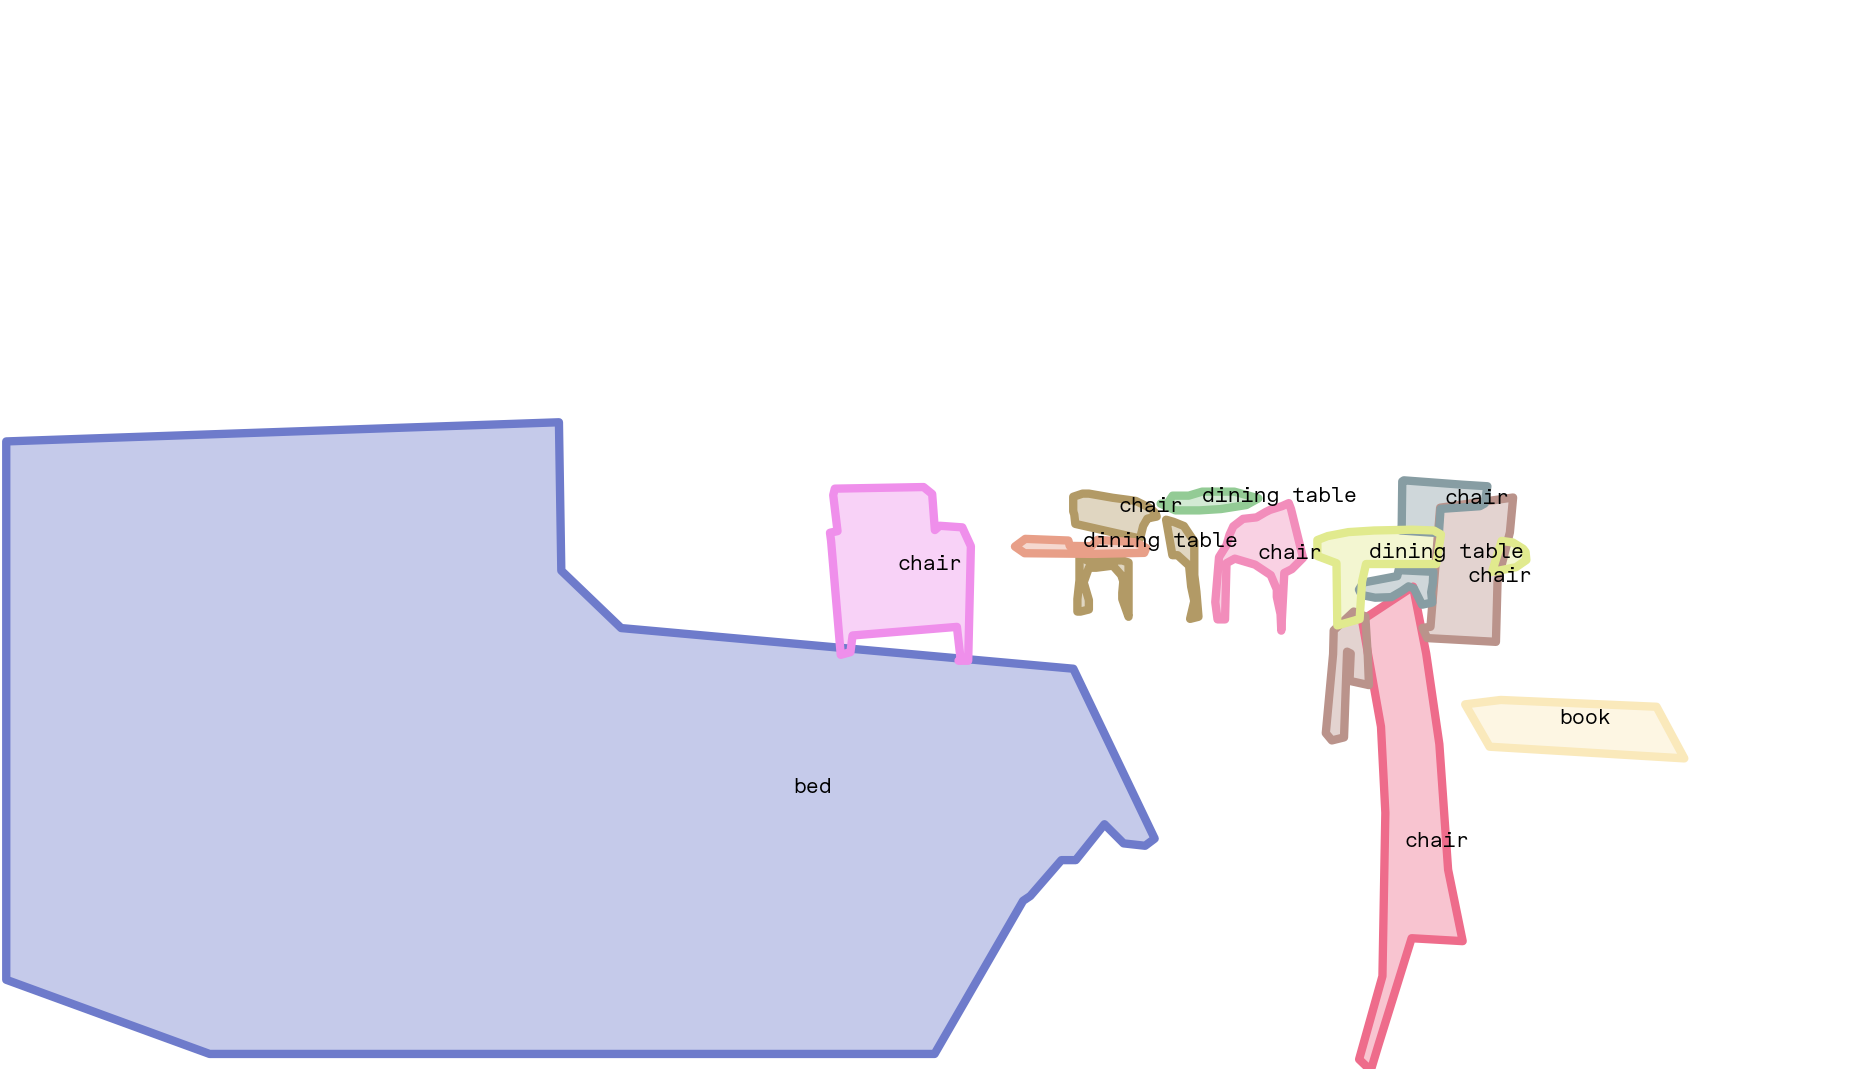 dining table
chair
chair
dining table
dining table
chair
chair
chair
book
bed
chair